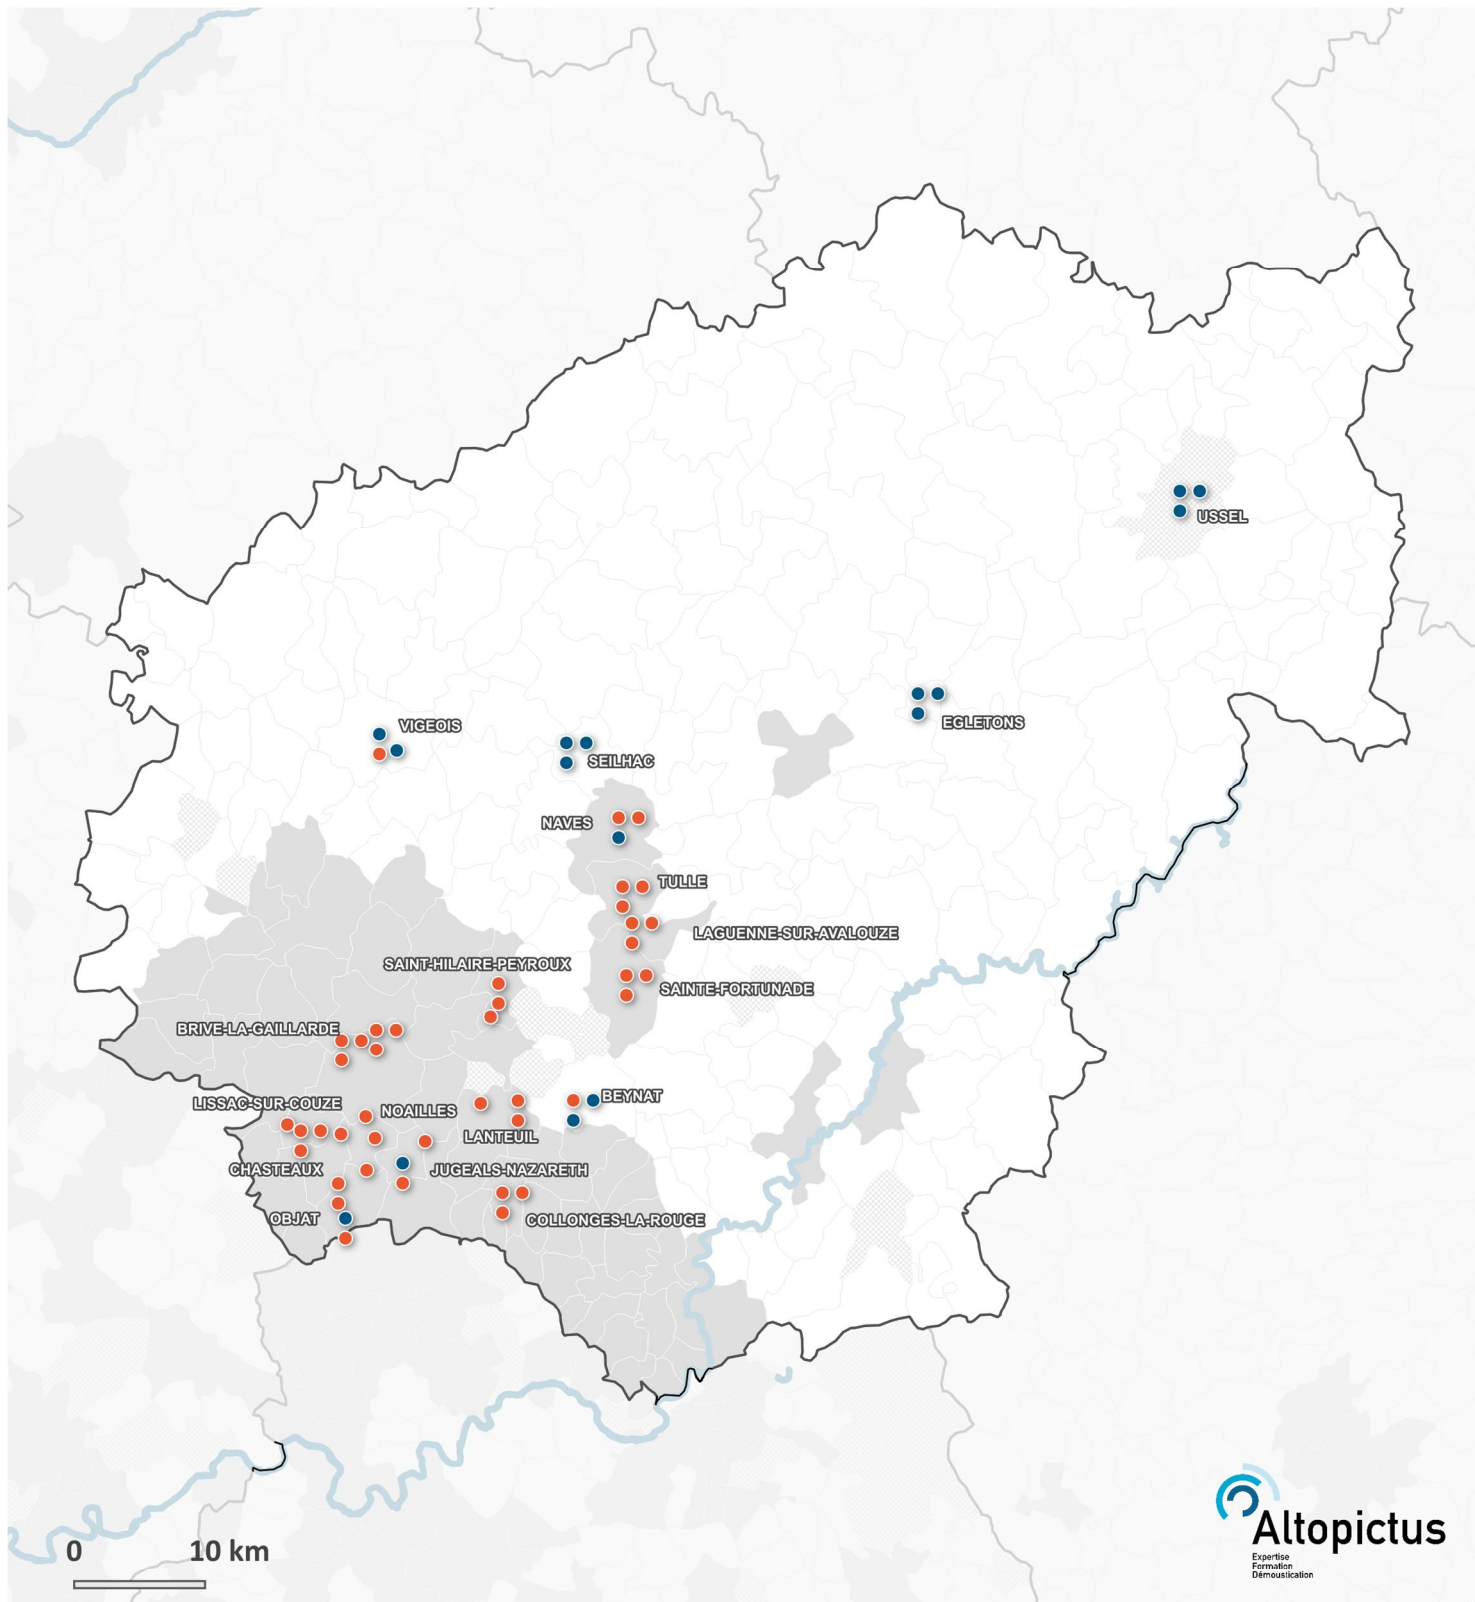 USSEL
EGLETONS
VIGEOIS
SEILHAC
NAVES
TULLE
LAGUENNE-SUR-AVALOUZE
SAINT-HILAIRE-PEYROUX
SAINTE-FORTUNADE
BRIVE-LA-GAILLARDE
BEYNAT
LISSAC-SUR-COUZE
NOAILLES
LANTEUIL
CHASTEAUX
JUGEALS-NAZARETH
OBJAT
COLLONGES-LA-ROUGE
0 10 km
Altopictus
Expertise
Formation
Démoustication